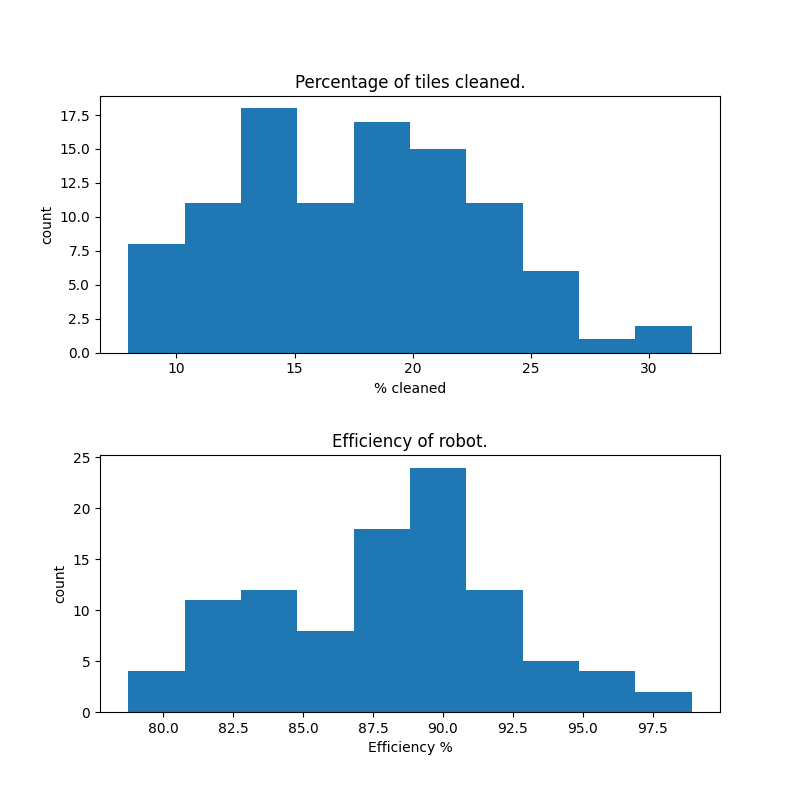 Percentage of tiles cleaned.
17.5
15.0
12.5
10.0
7.5
5.0
2.5
0.0
count
10 15 20 25 30
% cleaned
Efficiency of robot.
25
20
15
10
5
0
count
80.0 82.5 85.0 87.5 90.0 92.5 95.0 97.5
Efficiency %